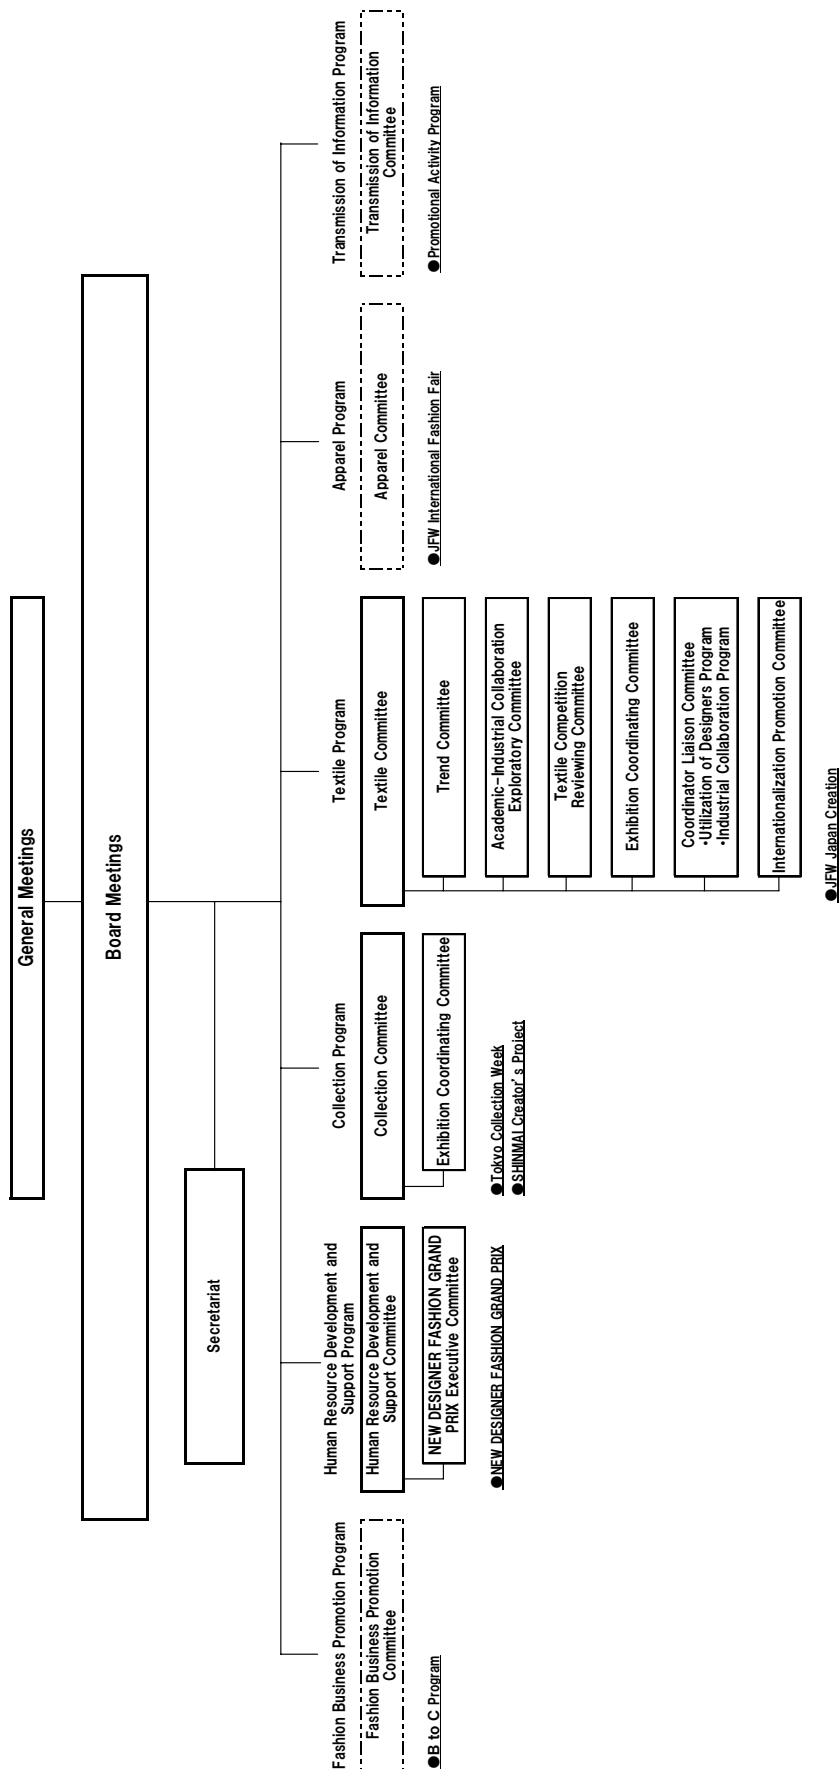 General Meetings
Board Meetings
Secretariat
Fashion Business Promotion Program
Fashion Business Promotion
Committee
●B to C Program
Human Resource Development and
Support Program
Human Resource Development and
Support Committee
NEW DESIGNER FASHION GRAND
PRIX Executive Committee
●NEW DESIGNER FASHION GRAND PRIX
Collection Program
Collection Committee
Exhibition Coordinating Committee
●Tokyo Collection Week
●SHINMAI Creator's Project
Textile Program
Textile Committee
Trend Committee
Academic-Industrial Collaboration
Exploratory Committee
Textile Competition
Reviewing Committee
Exhibition Coordinating Committee
Coordinator Liaison Committee
・Utilization of Designers Program
・Industrial Collaboration Program
Internationalization Promotion Committee
●JFW Japan Creation
Apparel Program
Apparel Committee
●JFW International Fashion Fair
Transmission of Information Program
Transmission of Information
Committee
●Promotional Activity Program